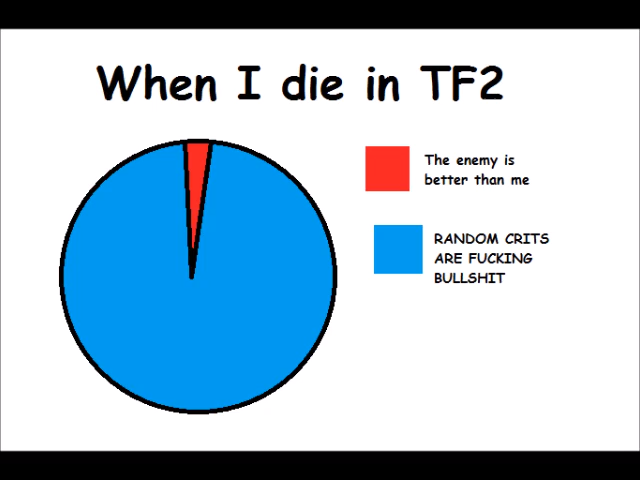 When I die in TF2
The enemy is
better than me
RANDOM CRITS
ARE FUCKING
BULLSHIT